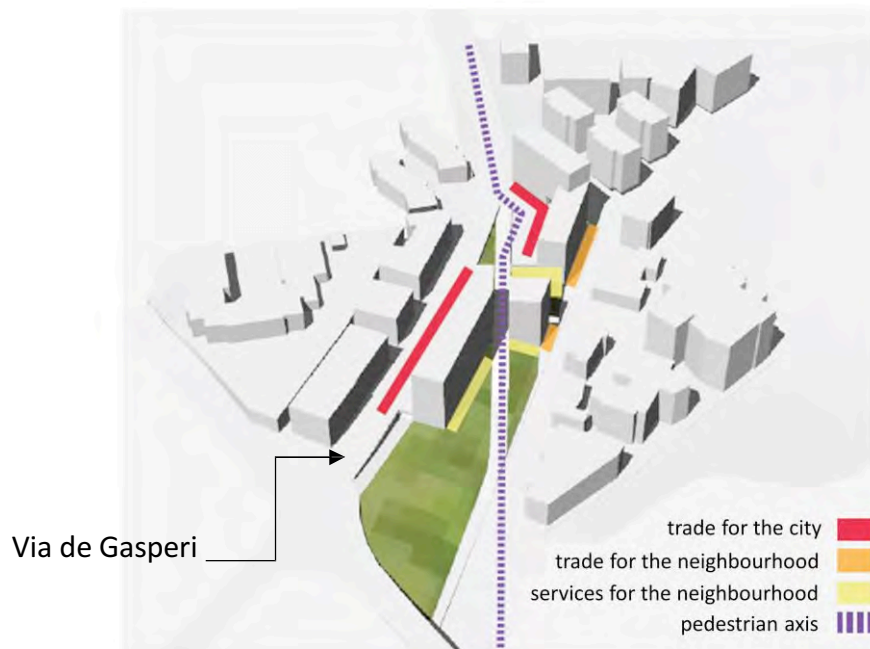 Via de Gasperi
trade for the city
trade for the neighbourhood
services for the neighbourhood
pedestrian axis